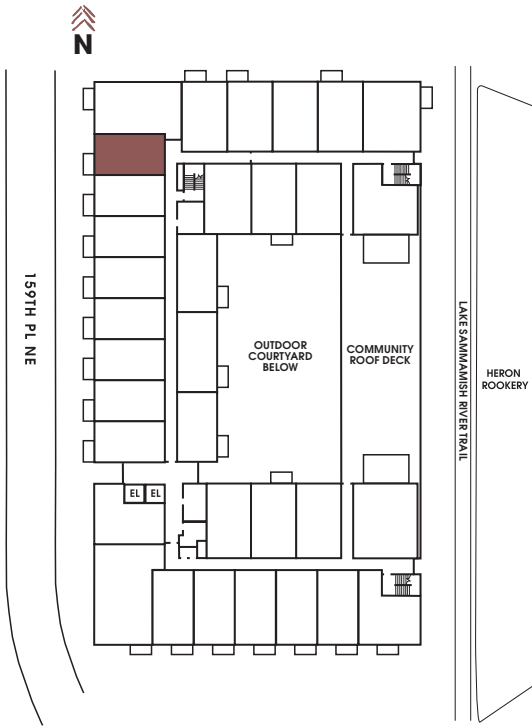 N
159TH PL NE
OUTDOOR
COURTYARD
BELOW
COMMUNITY
ROOF DECK
LAKE SAMMAMISH RIVER TRAIL
HERON
ROOKERY
EL EL